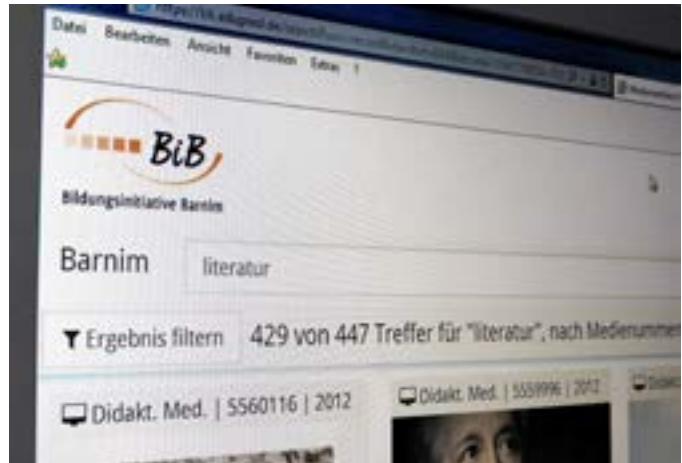 Datei Bearbeiten Ansicht Favoriten Extras ?
BiB
Bildungsinitiative Barnim
Barnim
literatur
Ergebnis filtern
429 von 447 Treffer für "literatur", nach Mediennummer
Didakt. Med. | 5560116 | 2012
Didakt. Med. | 5559996 | 2012